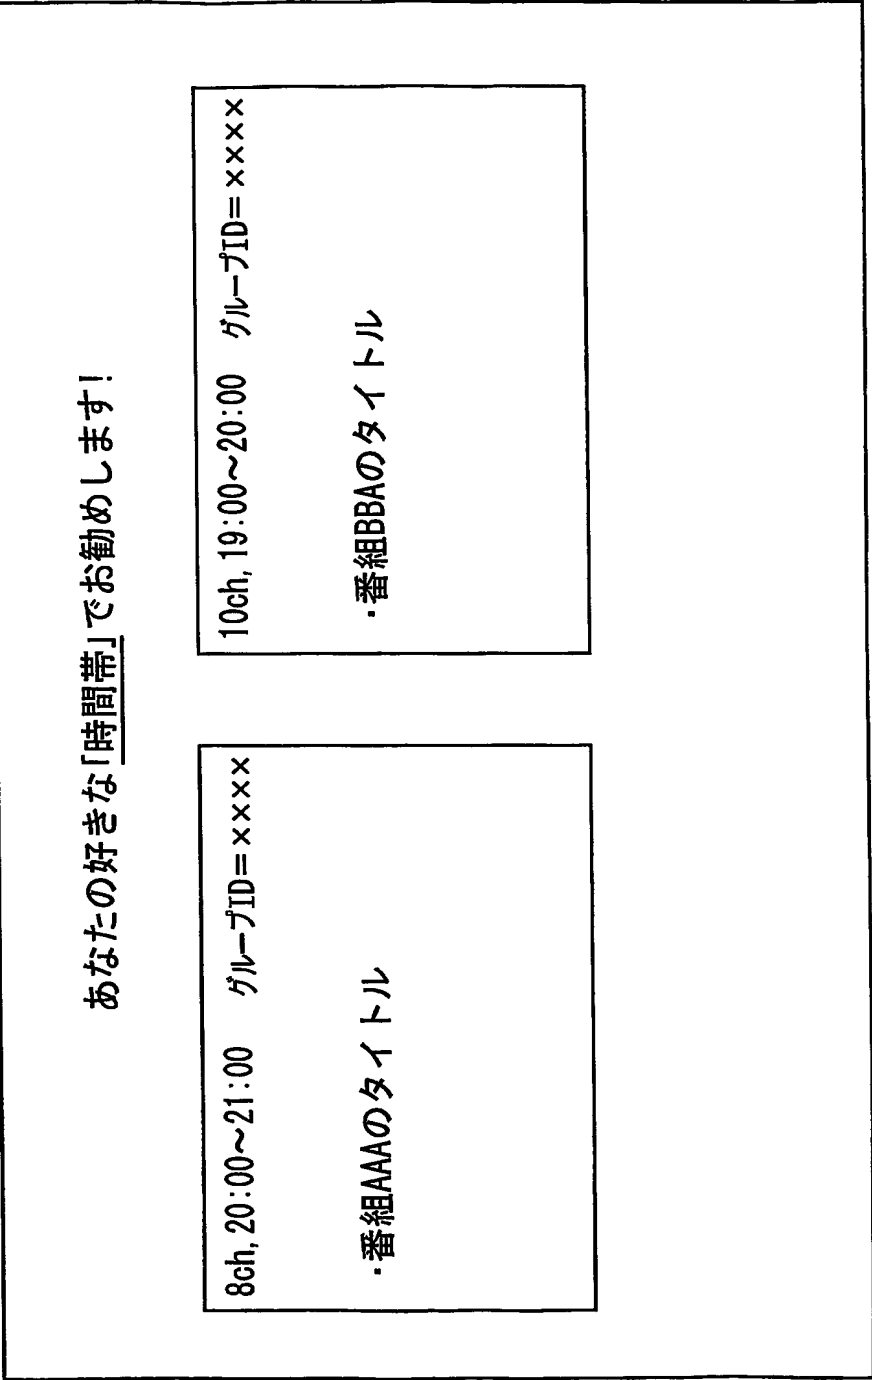 あなたの好きな「時間帯」でお勧めします!
8ch, 20:00~21:00 グループID=××××
・番組AAAのタイトル
10ch, 19:00~20:00 グループID=××××
・番組BBAのタイトル